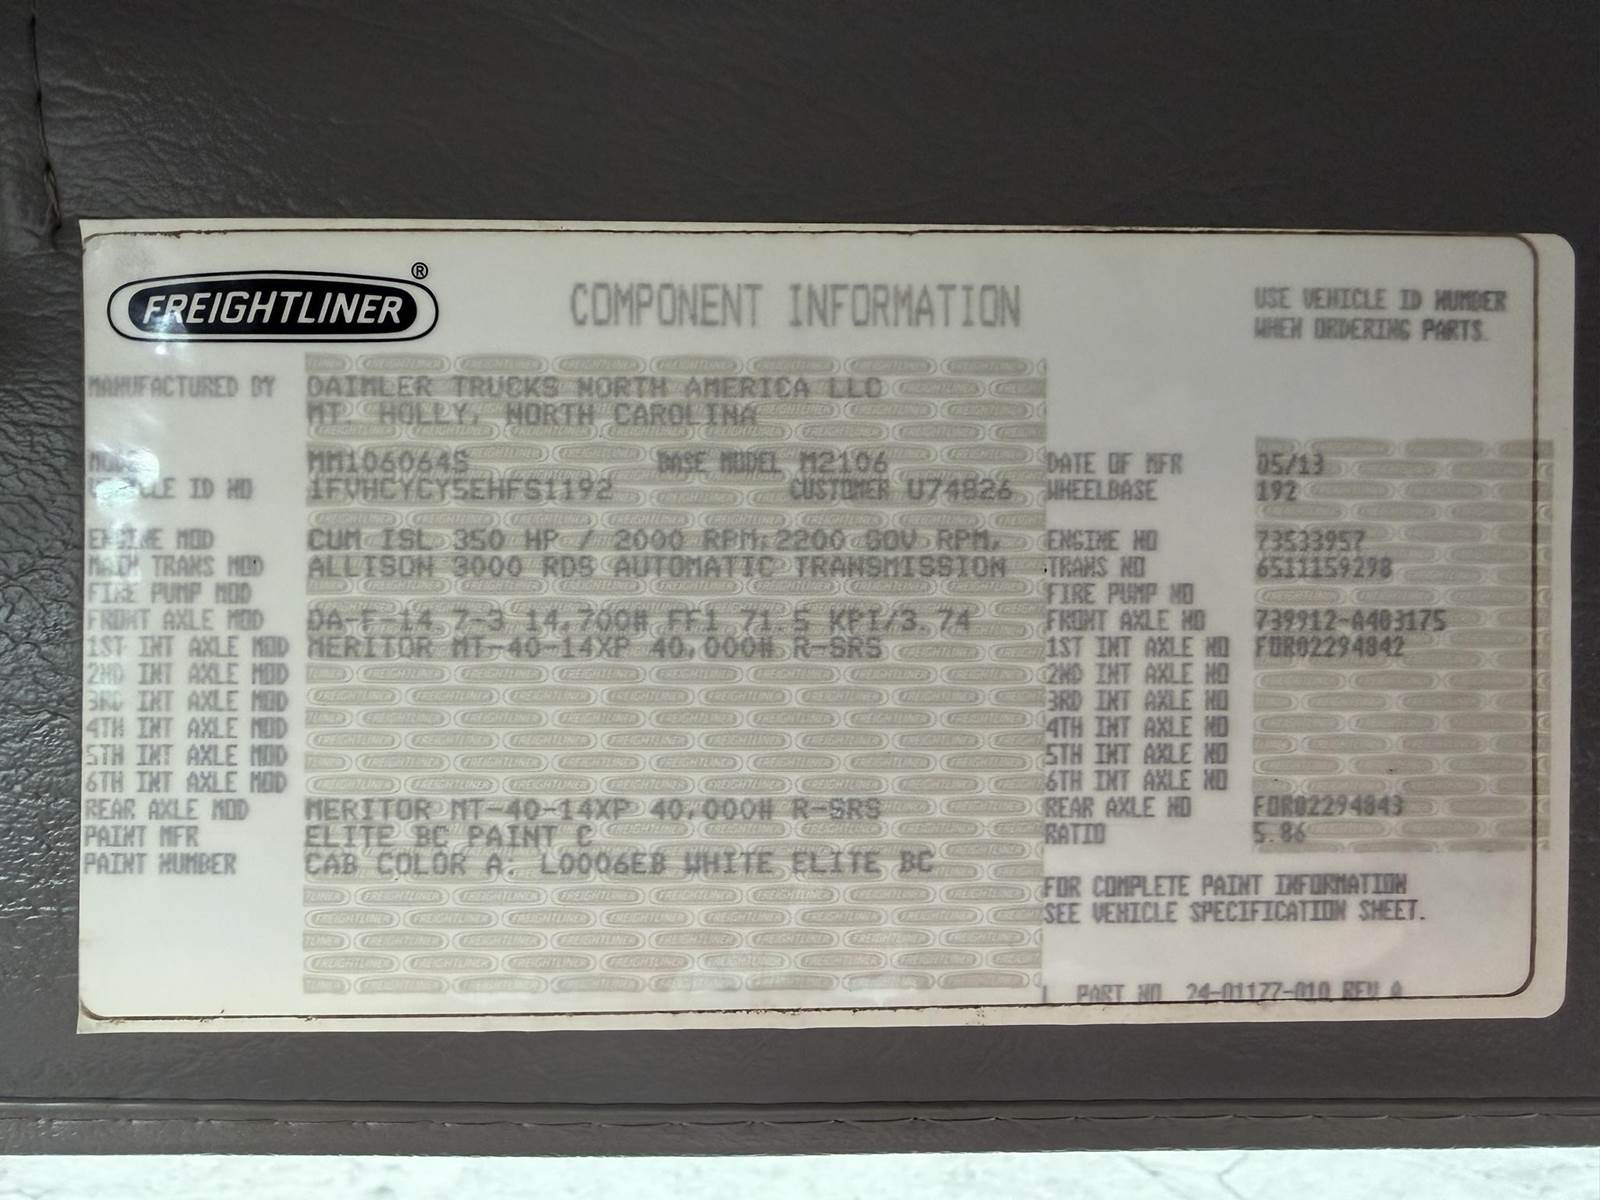 FREIGHTLINER ®
COMPONENT INFORMATION
USE VEHICLE ID NUMBER
WHEN ORDERING PARTS.
MANUFACTURED BY DAIMLER TRUCKS NORTH AMERICA LLC
MT. HOLLY, NORTH CAROLINA
MODEL MM106064S BASE MODEL M2106 DATE OF MFR 05/13
VEHICLE ID NO 1FVHCYCY5EHFS1192 CUSTOMER U74826 WHEELBASE 192
ENGINE MOD CUM ISL 350 HP / 2000 RPM;2200 GOV RPM, ENGINE NO 73533957
MAIN TRANS MOD ALLISON 3000 RDS AUTOMATIC TRANSMISSION TRANS NO 6511159298
FIRE PUMP MOD FIRE PUMP NO
FRONT AXLE MOD DA-F-14.7-3 14,700# FF1 71.5 KPI/3.74 FRONT AXLE NO 739912-A403175
1ST INT AXLE MOD MERITOR MT-40-14XP 40,000# R-SRS 1ST INT AXLE NO FOR02294842
2ND INT AXLE MOD 2ND INT AXLE NO
3RD INT AXLE MOD 3RD INT AXLE NO
4TH INT AXLE MOD 4TH INT AXLE NO
5TH INT AXLE MOD 5TH INT AXLE NO
6TH INT AXLE MOD 6TH INT AXLE NO
REAR AXLE MOD MERITOR MT-40-14XP 40,000# R-SRS REAR AXLE NO FOR02294843
PAINT MFR ELITE BC PAINT C RATIO 5.86
PAINT NUMBER CAB COLOR A: L0006EB WHITE ELITE BC
FOR COMPLETE PAINT INFORMATION
SEE VEHICLE SPECIFICATION SHEET.
PART NO 24-01177-010 REV A